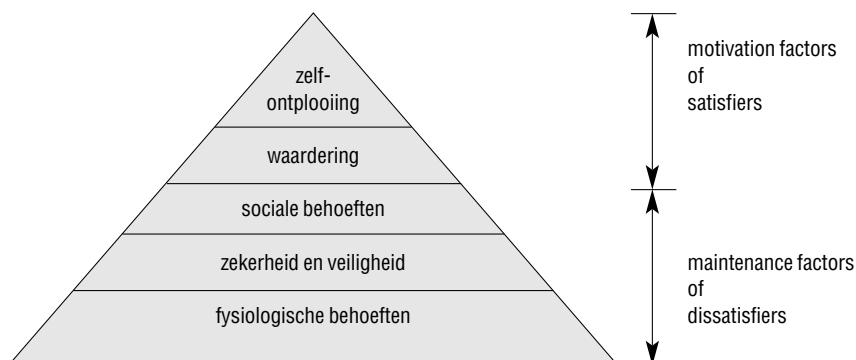 zelf-
ontplooiing
waardering
sociale behoeften
zekerheid en veiligheid
fysiologische behoeften
motivation factors
of
satisfiers
maintenance factors
of
dissatisfiers